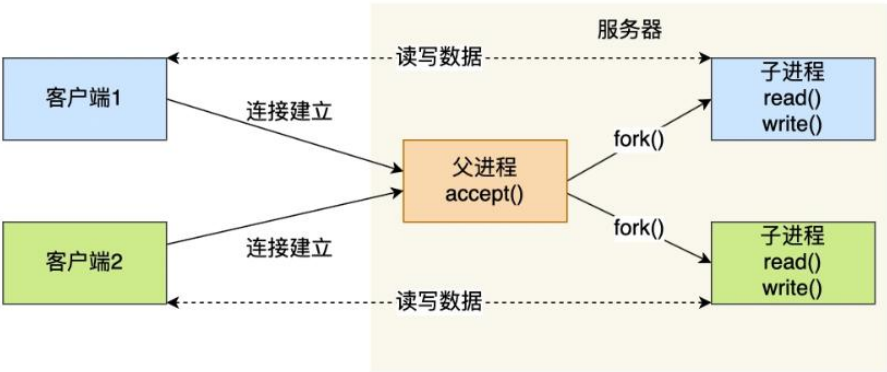 服务器
读写数据
客户端1
连接建立
子进程
read()
write()
父进程
accept()
fork()
客户端2
连接建立
fork()
子进程
read()
write()
读写数据